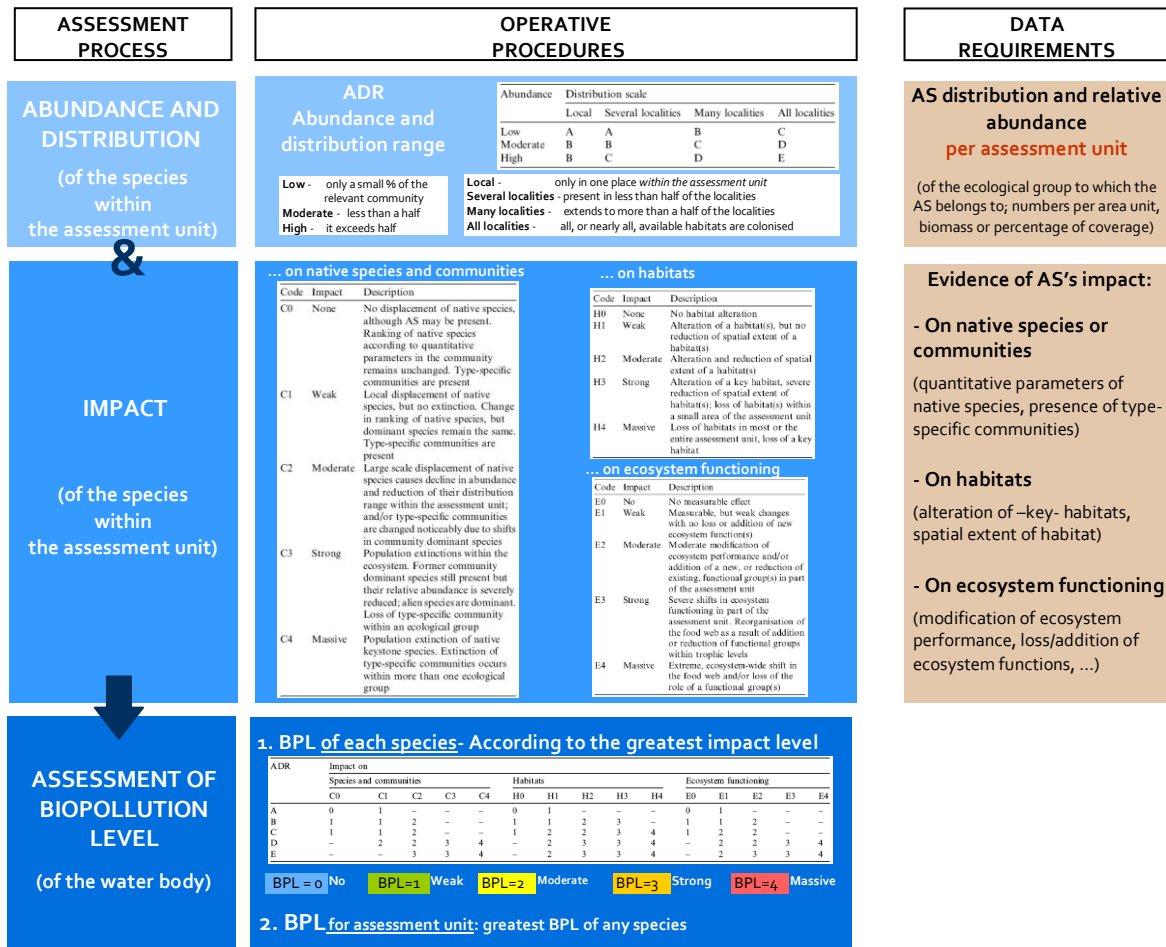 ASSESSMENT
PROCESS
OPERATIVE
PROCEDURES
DATA
REQUIREMENTS
ABUNDANCE AND
DISTRIBUTION
(of the species
within
the assessment unit)
&
ADR
Abundance and
distribution range
Abundance Distribution scale
Local Several localities Many localities All localities
Low A A B C
Moderate B B C D
High B C D E
Low - only a small % of the
relevant community
Moderate - less than a half
High - it exceeds half
Local - only in one place within the assessment unit
Several localities - present in less than half of the localities
Many localities - extends to more than a half of the localities
All localities - all, or nearly all, available habitats are colonised
AS distribution and relative
abundance
per assessment unit
(of the ecological group to which the
AS belongs to; numbers per area unit,
biomass or percentage of coverage)
IMPACT
(of the species
within
the assessment unit)
... on native species and communities
Code Impact Description
C0 None No displacement of native species,
although AS may be present.
Ranking of native species
according to quantitative
parameters in the community
remains unchanged. Type-specific
communities are present
C1 Weak Local displacement of native
species, but no extinction. Change
in ranking of native species, but
dominant species remain the same.
Type-specific communities are
present
C2 Moderate Large scale displacement of native
species causes decline in abundance
and reduction of their distribution
range within the assessment unit;
and/or type-specific communities
are changed noticeably due to shifts
in community dominant species
C3 Strong Population extinctions within the
ecosystem. Former community
dominant species still present but
their relative abundance is severely
reduced; alien species are dominant.
Loss of type-specific community
within an ecological group
C4 Massive Population extinction of native
keystone species. Extinction of
type-specific communities occurs
within more than one ecological
group
... on habitats
Code Impact Description
H0 None No habitat alteration
H1 Weak Alteration of a habitat(s), but no
reduction of spatial extent of a
habitat(s)
H2 Moderate Alteration and reduction of spatial
extent of a habitat(s)
H3 Strong Alteration of a key habitat, severe
reduction of spatial extent of
habitat(s); loss of habitat(s) within
a small area of the assessment unit
H4 Massive Loss of habitats in most or the
entire assessment unit, loss of a key
habitat
... on ecosystem functioning
Code Impact Description
E0 No No measurable effect
E1 Weak Measurable, but weak changes
with no loss or addition of new
ecosystem function(s)
E2 Moderate Moderate modification of
ecosystem performance and/or
addition of a new, or reduction of
existing, functional group(s) in part
of the assessment unit
E3 Strong Severe shifts in ecosystem
functioning in part of the
assessment unit. Reorganisation of
the food web as a result of addition
or reduction of functional groups
within trophic levels
E4 Massive Extreme, ecosystem-wide shift in
the food web and/or loss of the
role of a functional group(s)
Evidence of AS's impact:
- On native species or
communities
(quantitative parameters of
native species, presence of type-
specific communities)
- On habitats
(alteration of –key- habitats,
spatial extent of habitat)
- On ecosystem functioning
(modification of ecosystem
performance, loss/addition of
ecosystem functions, ...)
ASSESSMENT OF
BIOPOLLUTION
LEVEL
(of the water body)
1. BPL of each species- According to the greatest impact level
ADR Impact on
Species and communities Habitats Ecosystem functioning
C0 C1 C2 C3 C4 H0 H1 H2 H3 H4 E0 E1 E2 E3 E4
A 0 1 – – – 0 1 – – – 0 1 – – –
B 1 1 2 – – 1 1 2 3 – 1 1 2 – –
C 1 1 2 – – 1 2 2 3 4 1 2 2 – –
D – 2 2 3 4 – 2 3 3 4 – 2 2 3 4
E – – 3 3 4 – 2 3 3 4 – 2 3 3 4
BPL = 0 No BPL=1 Weak BPL=2 Moderate BPL=3 Strong BPL=4 Massive
2. BPL for assessment unit: greatest BPL of any species